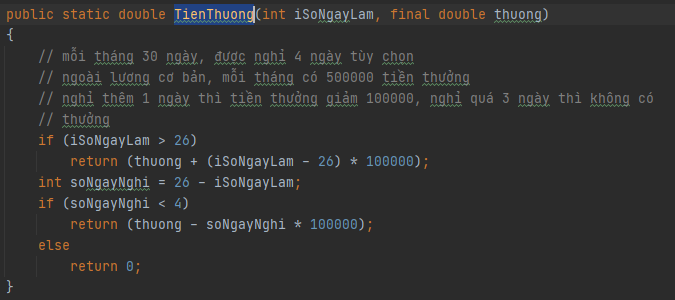 public static double TienThuong(int iSoNgayLam, final double thuong)
{
// mỗi tháng 30 ngày, được nghỉ 4 ngày tùy chọn
// ngoài lương cơ bản, mỗi tháng có 500000 tiền thưởng
// nghỉ thêm 1 ngày thì tiền thưởng giảm 100000, nghỉ quá 3 ngày thì không có
// thưởng
if (iSoNgayLam > 26)
return (thuong + (iSoNgayLam - 26) * 100000);
int soNgayNghi = 26 - iSoNgayLam;
if (soNgayNghi < 4)
return (thuong - soNgayNghi * 100000);
else
return 0;
}